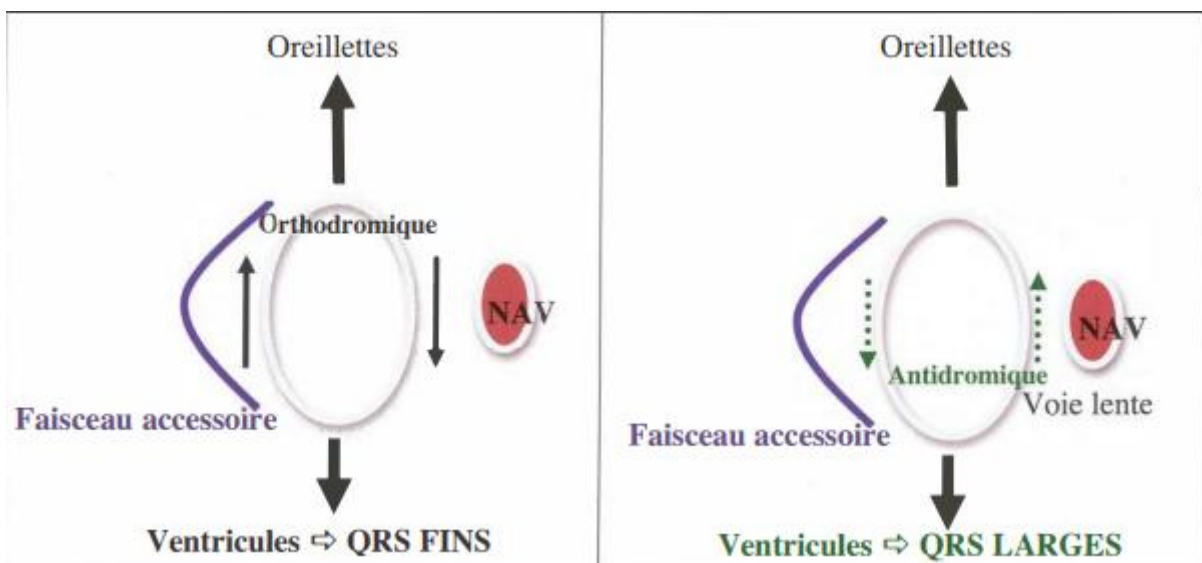 Oreillettes
Orthodromique
NAV
Faisceau accessoire
Ventricules ⇨ QRS FINS
Oreillettes
NAV
Antidromique
Voie lente
Faisceau accessoire
Ventricules ⇨ QRS LARGES